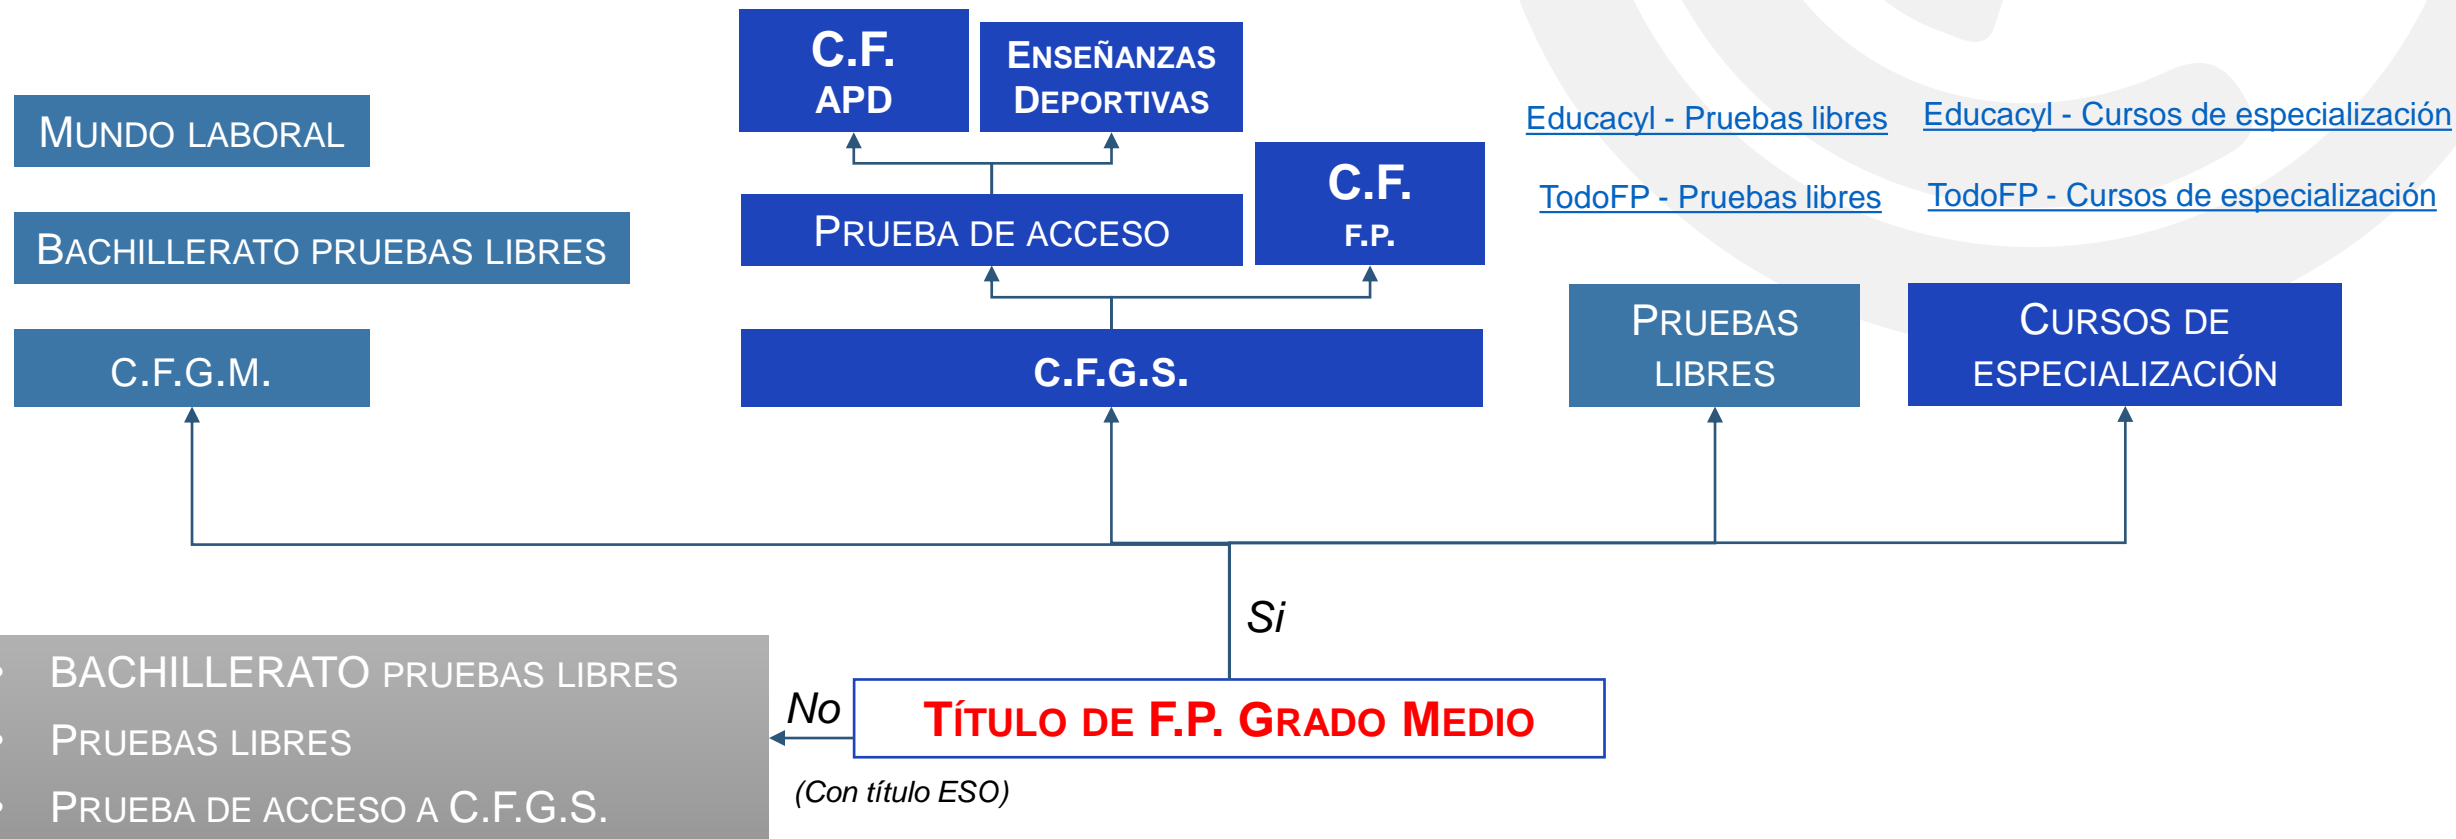 C.F.
APD
ENSEÑANZAS
DEPORTIVAS
MUNDO LABORAL
Educacyl - Pruebas libres
Educacyl - Cursos de especialización
C.F.
F.P.
TodoFP - Pruebas libres
TodoFP - Cursos de especialización
BACHILLERATO PRUEBAS LIBRES
PRUEBA DE ACCESO
C.F.G.M.
C.F.G.S.
PRUEBAS
LIBRES
CURSOS DE
ESPECIALIZACIÓN
Si
• BACHILLERATO PRUEBAS LIBRES
• PRUEBAS LIBRES
• PRUEBA DE ACCESO A C.F.G.S.
No
TÍTULO DE F.P. GRADO MEDIO
(Con título ESO)